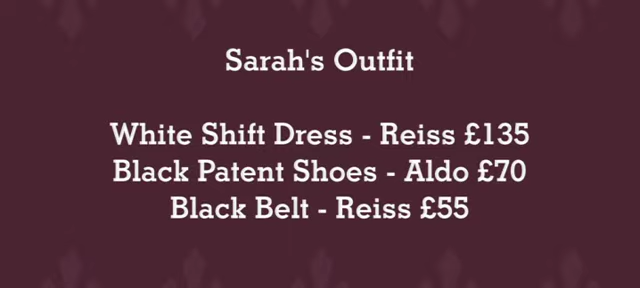 Sarah's Outfit
White Shift Dress - Reiss £135
Black Patent Shoes - Aldo £70
Black Belt - Reiss £55